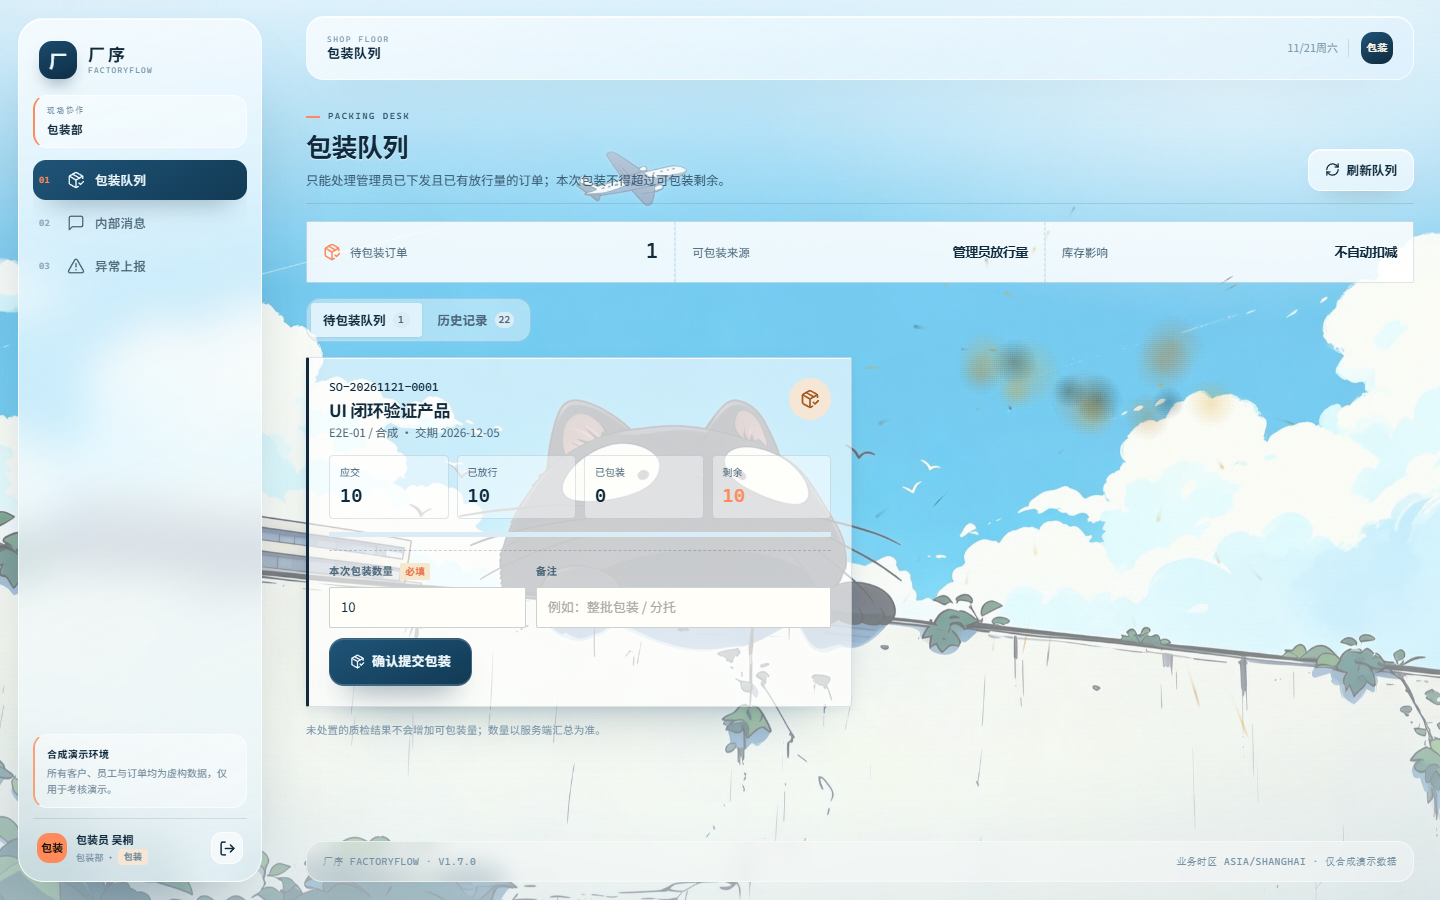 厂序
FACTORYFLOW
现场协作
包装部
01 包装队列
02 内部消息
03 异常上报
合成演示环境
所有客户、员工与订单均为虚构数据，仅
用于考核演示。
包装
包装员 吴桐
包装部 · 包装
SHOP FLOOR
包装队列
11/21周六
包装
PACKING DESK
包装队列
只能处理管理员已下发且已有放行量的订单；本次包装不得超过可包装剩余。
刷新队列
待包装订单 1
可包装来源 管理员放行量
库存影响 不自动扣减
待包装队列 1
历史记录 22
SO-20261121-0001
UI 闭环验证产品
E2E-01 / 合成 · 交期 2026-12-05
应交 已放行 已包装 剩余
10 10 0 10
本次包装数量 必填 备注
10 例如：整批包装 / 分托
确认提交包装
未处置的质检结果不会增加可包装量；数量以服务端汇总为准。
厂序 FACTORYFLOW · V1.7.0
业务时区 ASIA/SHANGHAI · 仅合成演示数据